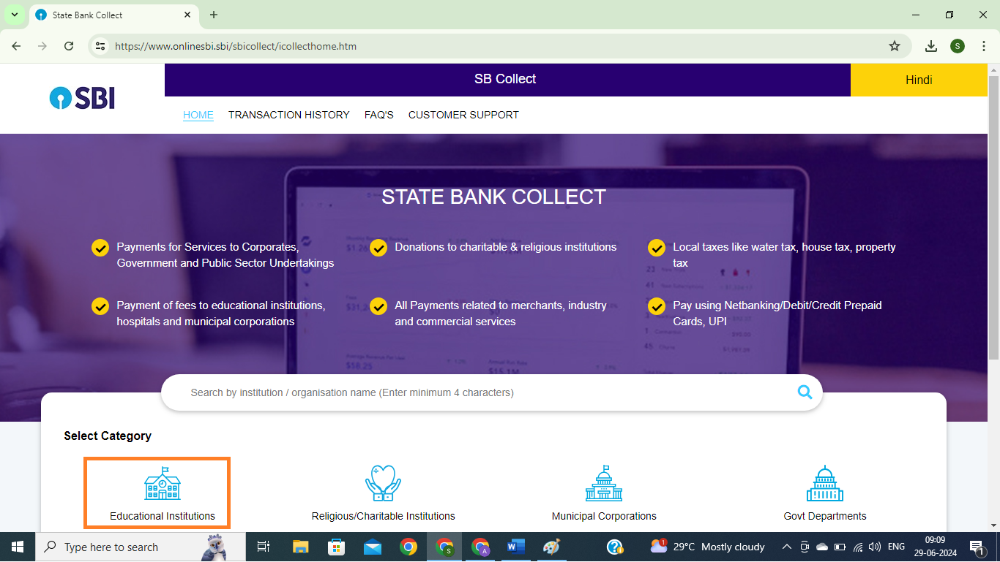 State Bank Collect
https://www.onlinesbi.sbi/sbicollect/icollecthome.htm
S
SBI
SB Collect
Hindi
HOME
TRANSACTION HISTORY
FAQ'S
CUSTOMER SUPPORT
STATE BANK COLLECT
Payments for Services to Corporates,
Government and Public Sector Undertakings
Donations to charitable & religious institutions
Local taxes like water tax, house tax, property
tax
Payment of fees to educational institutions,
hospitals and municipal corporations
All Payments related to merchants, industry
and commercial services
Pay using Netbanking/Debit/Credit Prepaid
Cards, UPI
Search by institution / organisation name (Enter minimum 4 characters)
Select Category
Educational Institutions
Religious/Charitable Institutions
Municipal Corporations
Govt Departments
Type here to search
29°C Mostly cloudy
ENG
09:09
29-06-2024